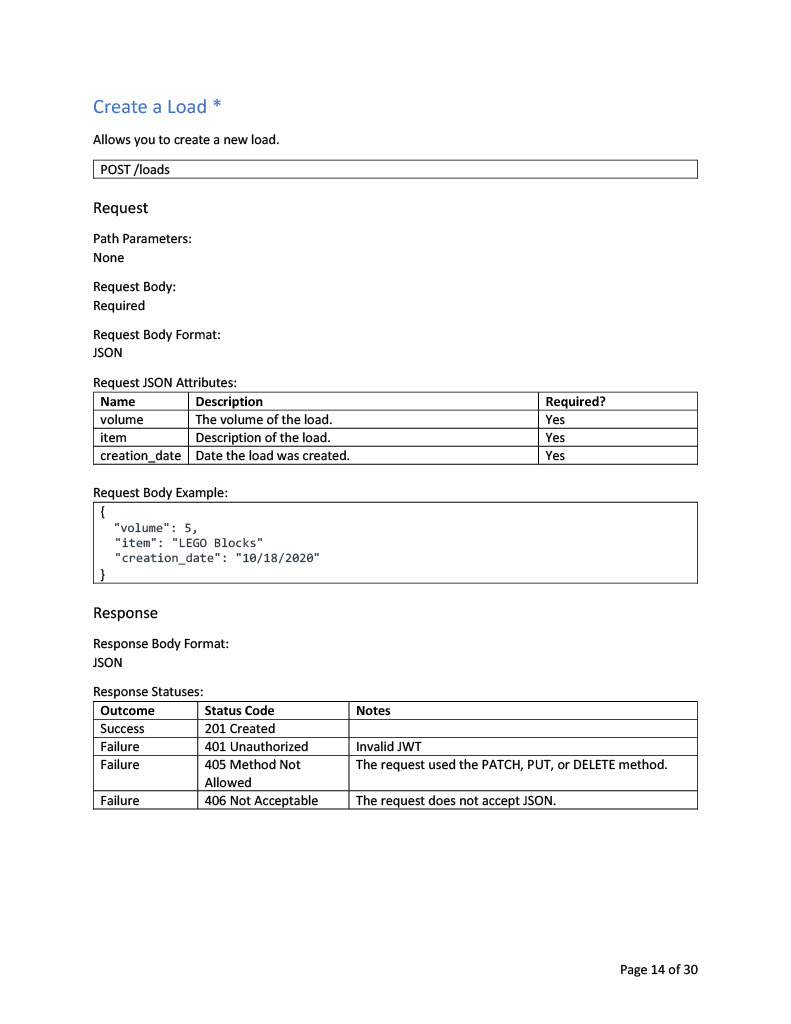 Create a Load *
Allows you to create a new load.
POST /loads
Request
Path Parameters:
None
Request Body:
Required
Request Body Format:
JSON
Request JSON Attributes:
Name Description Required?
volume The volume of the load. Yes
item Description of the load. Yes
creation_date Date the load was created. Yes
Request Body Example:
{
"volume": 5,
"item": "LEGO Blocks"
"creation_date": "10/18/2020"
}
Response
Response Body Format:
JSON
Response Statuses:
Outcome Status Code Notes
Success 201 Created
Failure 401 Unauthorized Invalid JWT
Failure 405 Method Not The request used the PATCH, PUT, or DELETE method.
Allowed
Failure 406 Not Acceptable The request does not accept JSON.
Page 14 of 30